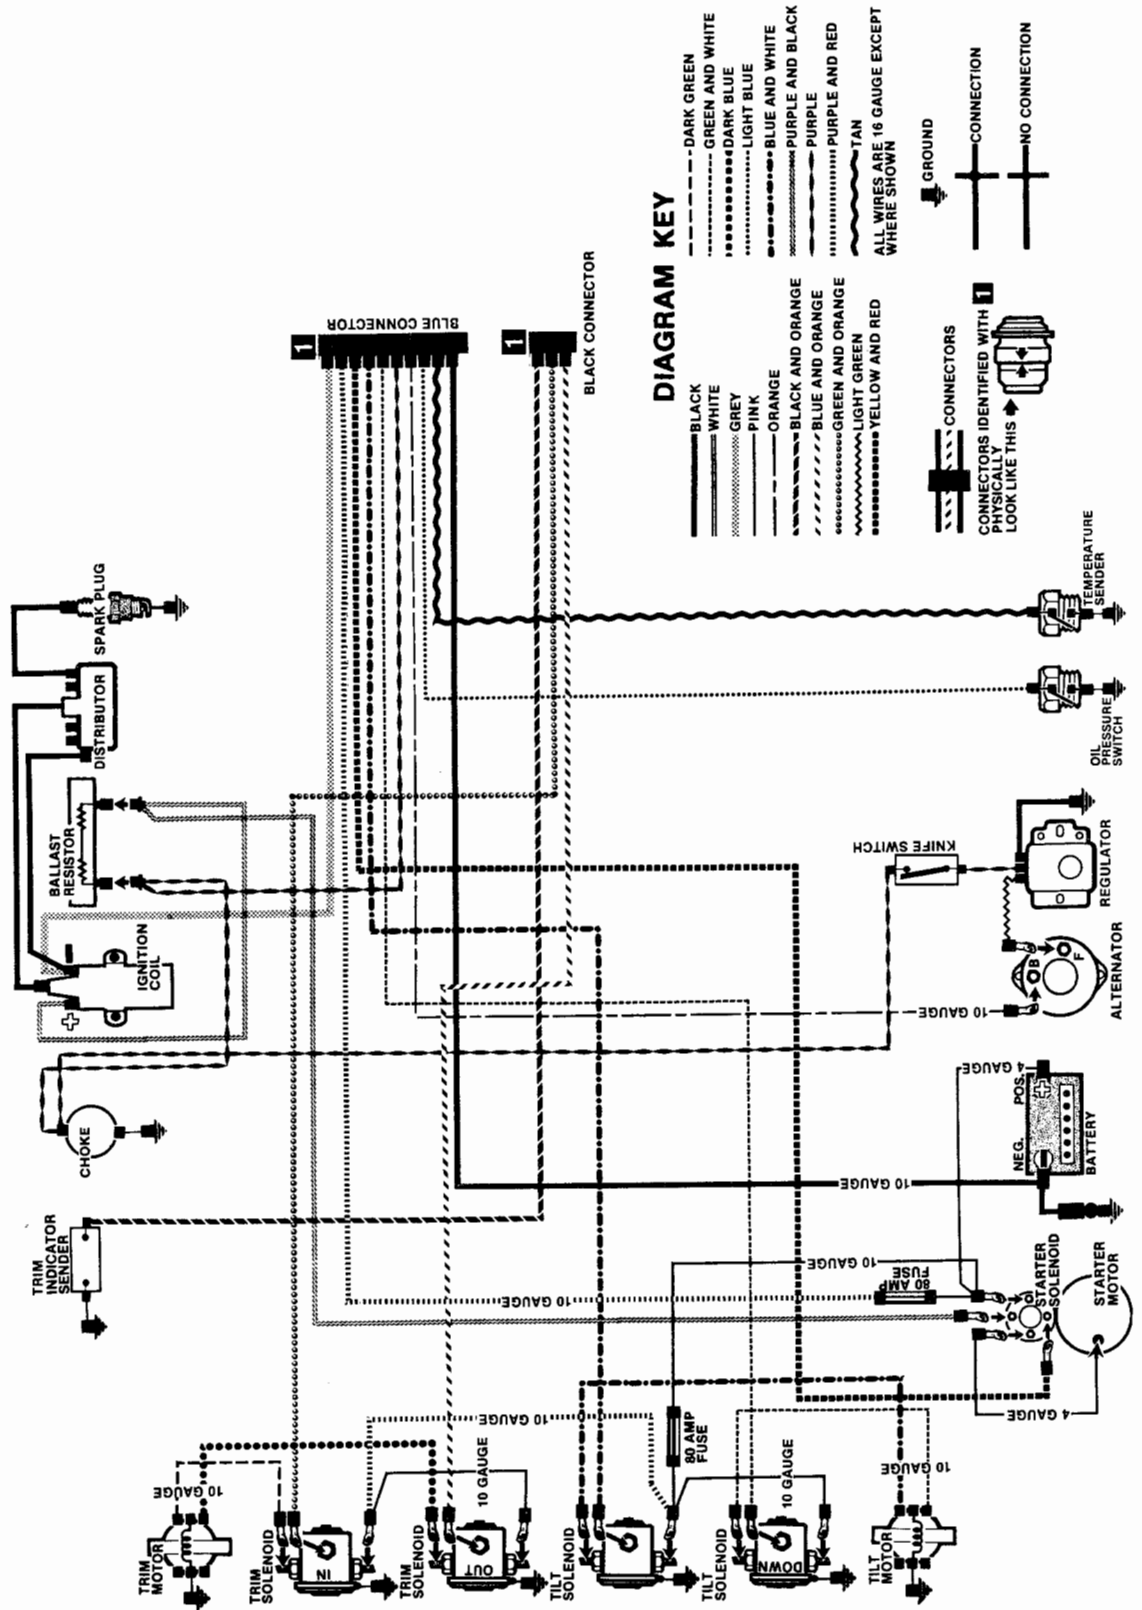 SPARK PLUG
DISTRIBUTOR
BALLAST
RESISTOR
IGNITION
COIL
CHOKE
TRIM
INDICATOR
SENDER
1
BLUE CONNECTOR
1
BLACK CONNECTOR
DIAGRAM KEY
BLACK
WHITE
GREY
PINK
ORANGE
BLACK AND ORANGE
BLUE AND ORANGE
GREEN AND ORANGE
LIGHT GREEN
YELLOW AND RED
DARK GREEN
GREEN AND WHITE
DARK BLUE
LIGHT BLUE
BLUE AND WHITE
PURPLE AND BLACK
PURPLE
PURPLE AND RED
TAN
ALL WIRES ARE 16 GAUGE EXCEPT
WHERE SHOWN
GROUND
CONNECTION
NO CONNECTION
CONNECTORS
CONNECTORS IDENTIFIED WITH 1
PHYSICALLY
LOOK LIKE THIS
TEMPERATURE
SENDER
OIL
PRESSURE
SWITCH
KNIFE SWITCH
REGULATOR
ALTERNATOR
B
F
10 GAUGE
4 GAUGE
POS.
NEG.
BATTERY
10 GAUGE
10 GAUGE
80 AMP
FUSE
STARTER
SOLENOID
STARTER
MOTOR
4 GAUGE
10 GAUGE
10 GAUGE
80 AMP
FUSE
10 GAUGE
TRIM
MOTOR
TRIM
SOLENOID
IN
10 GAUGE
TRIM
SOLENOID
OUT
TILT
SOLENOID
10 GAUGE
TILT
SOLENOID
DOWN
10 GAUGE
TILT
MOTOR